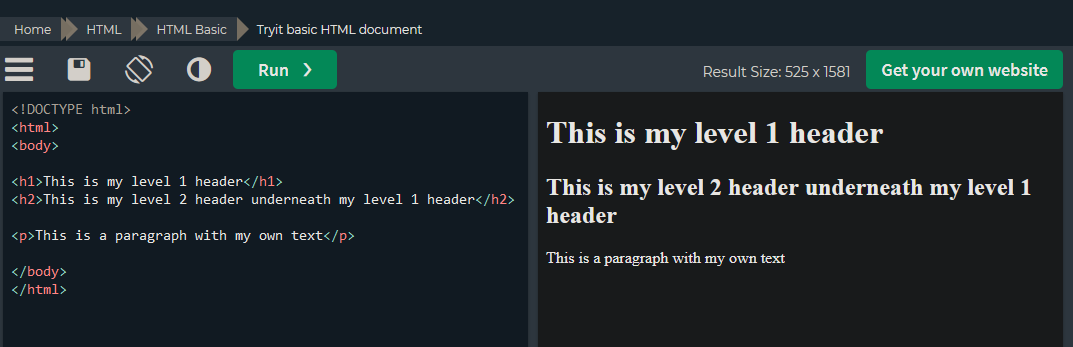 Home HTML HTML Basic Tryit basic HTML document
Run ❯ Result Size: 525 x 1581 Get your own website
<!DOCTYPE html>
<html>
<body>
<h1>This is my level 1 header</h1>
<h2>This is my level 2 header underneath my level 1 header</h2>
<p>This is a paragraph with my own text</p>
</body>
</html>
This is my level 1 header
This is my level 2 header underneath my level 1
header
This is a paragraph with my own text